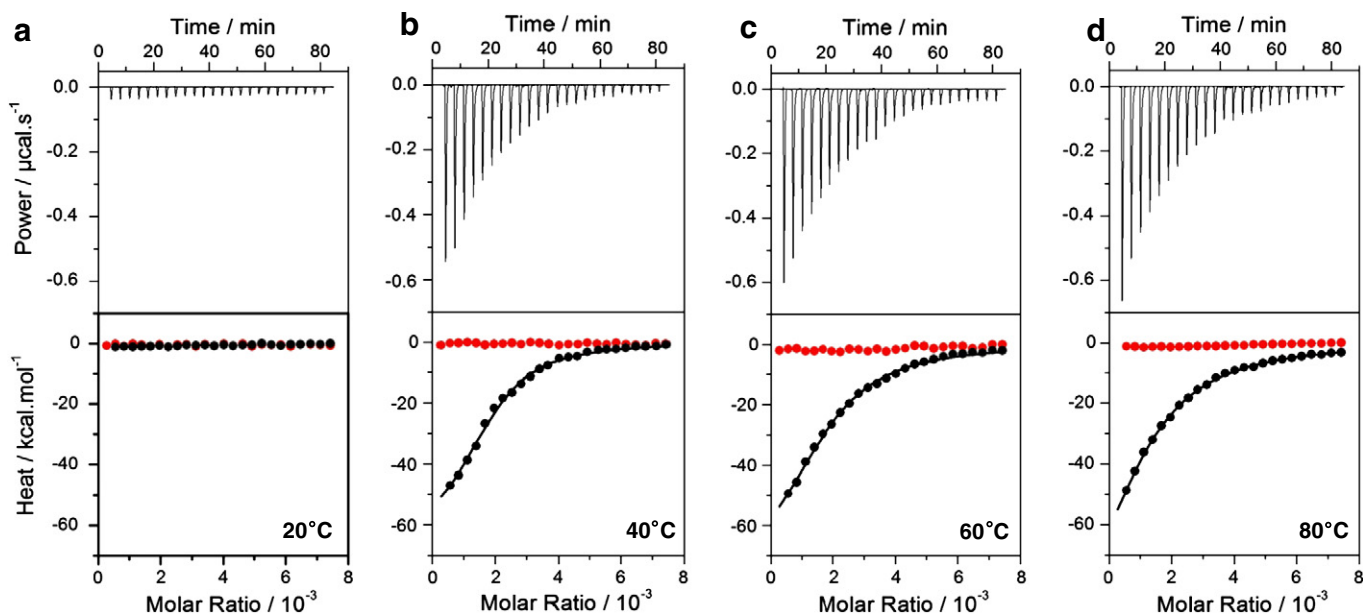 a b c d
Time / min Time / min Time / min Time / min
0 20 40 60 80 0 20 40 60 80 0 20 40 60 80 0 20 40 60 80
0.0 0.0 0.0 0.0
-0.2 -0.2 -0.2 -0.2
-0.4 -0.4 -0.4 -0.4
-0.6 -0.6 -0.6 -0.6
Power / µcal.s⁻¹
0 0 0 0
-20 -20 -20 -20
-40 -40 -40 -40
-60 -60 -60 -60
Heat / kcal.mol⁻¹
20°C 40°C 60°C 80°C
0 2 4 6 8 0 2 4 6 8 0 2 4 6 8 0 2 4 6 8
Molar Ratio / 10⁻³ Molar Ratio / 10⁻³ Molar Ratio / 10⁻³ Molar Ratio / 10⁻³